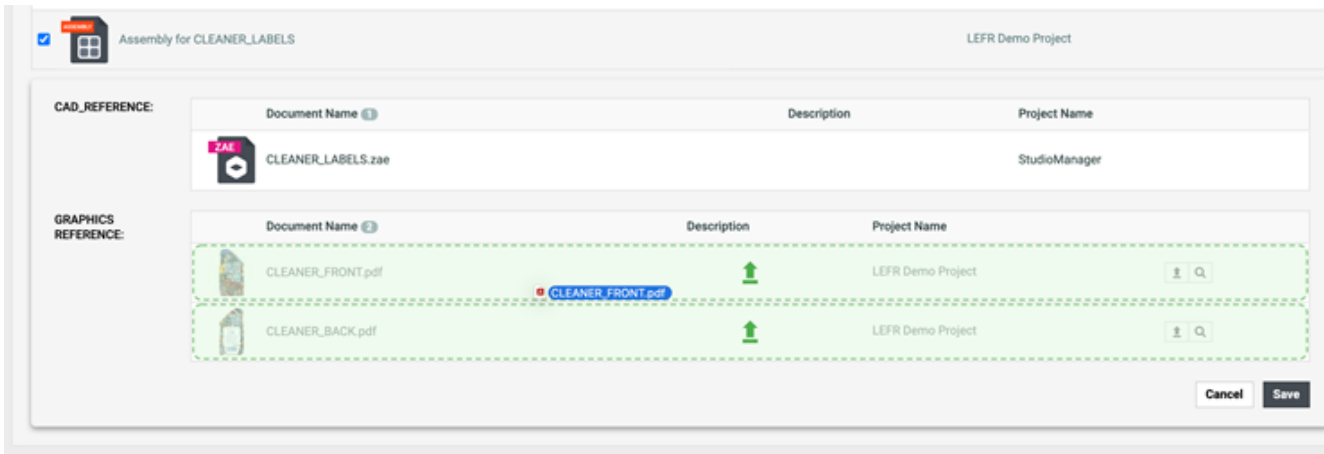 ASSEMBLY
Assembly for CLEANER_LABELS LEFR Demo Project
CAD_REFERENCE:
Document Name 1 Description Project Name
ZAE
CLEANER_LABELS.zae StudioManager
GRAPHICS
REFERENCE:
Document Name 2 Description Project Name
CLEANER_FRONT.pdf LEFR Demo Project
CLEANER_FRONT.pdf
CLEANER_BACK.pdf LEFR Demo Project
Cancel Save